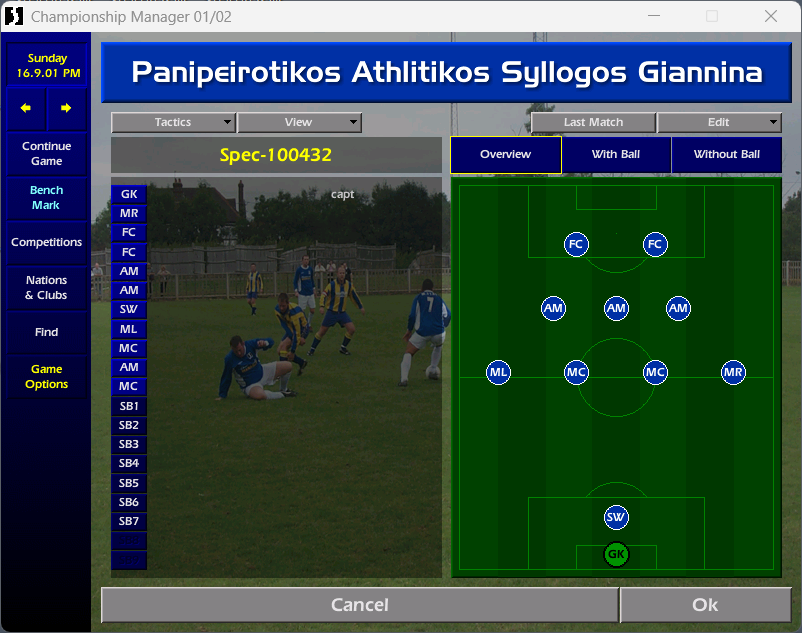 Championship Manager 01/02
Sunday
16.9.01 PM
Panipeirotikos Athlitikos Syllogos Giannina
Continue
Game
Bench
Mark
Competitions
Nations
& Clubs
Find
Game
Options
Tactics
View
Last Match
Edit
Spec-100432
Overview
With Ball
Without Ball
GK
capt
MR
FC
FC
AM
AM
SW
ML
MC
AM
MC
SB1
SB2
SB3
SB4
SB5
SB6
SB7
FC
FC
AM
AM
AM
ML
MC
MC
MR
SW
GK
7
Cancel
Ok